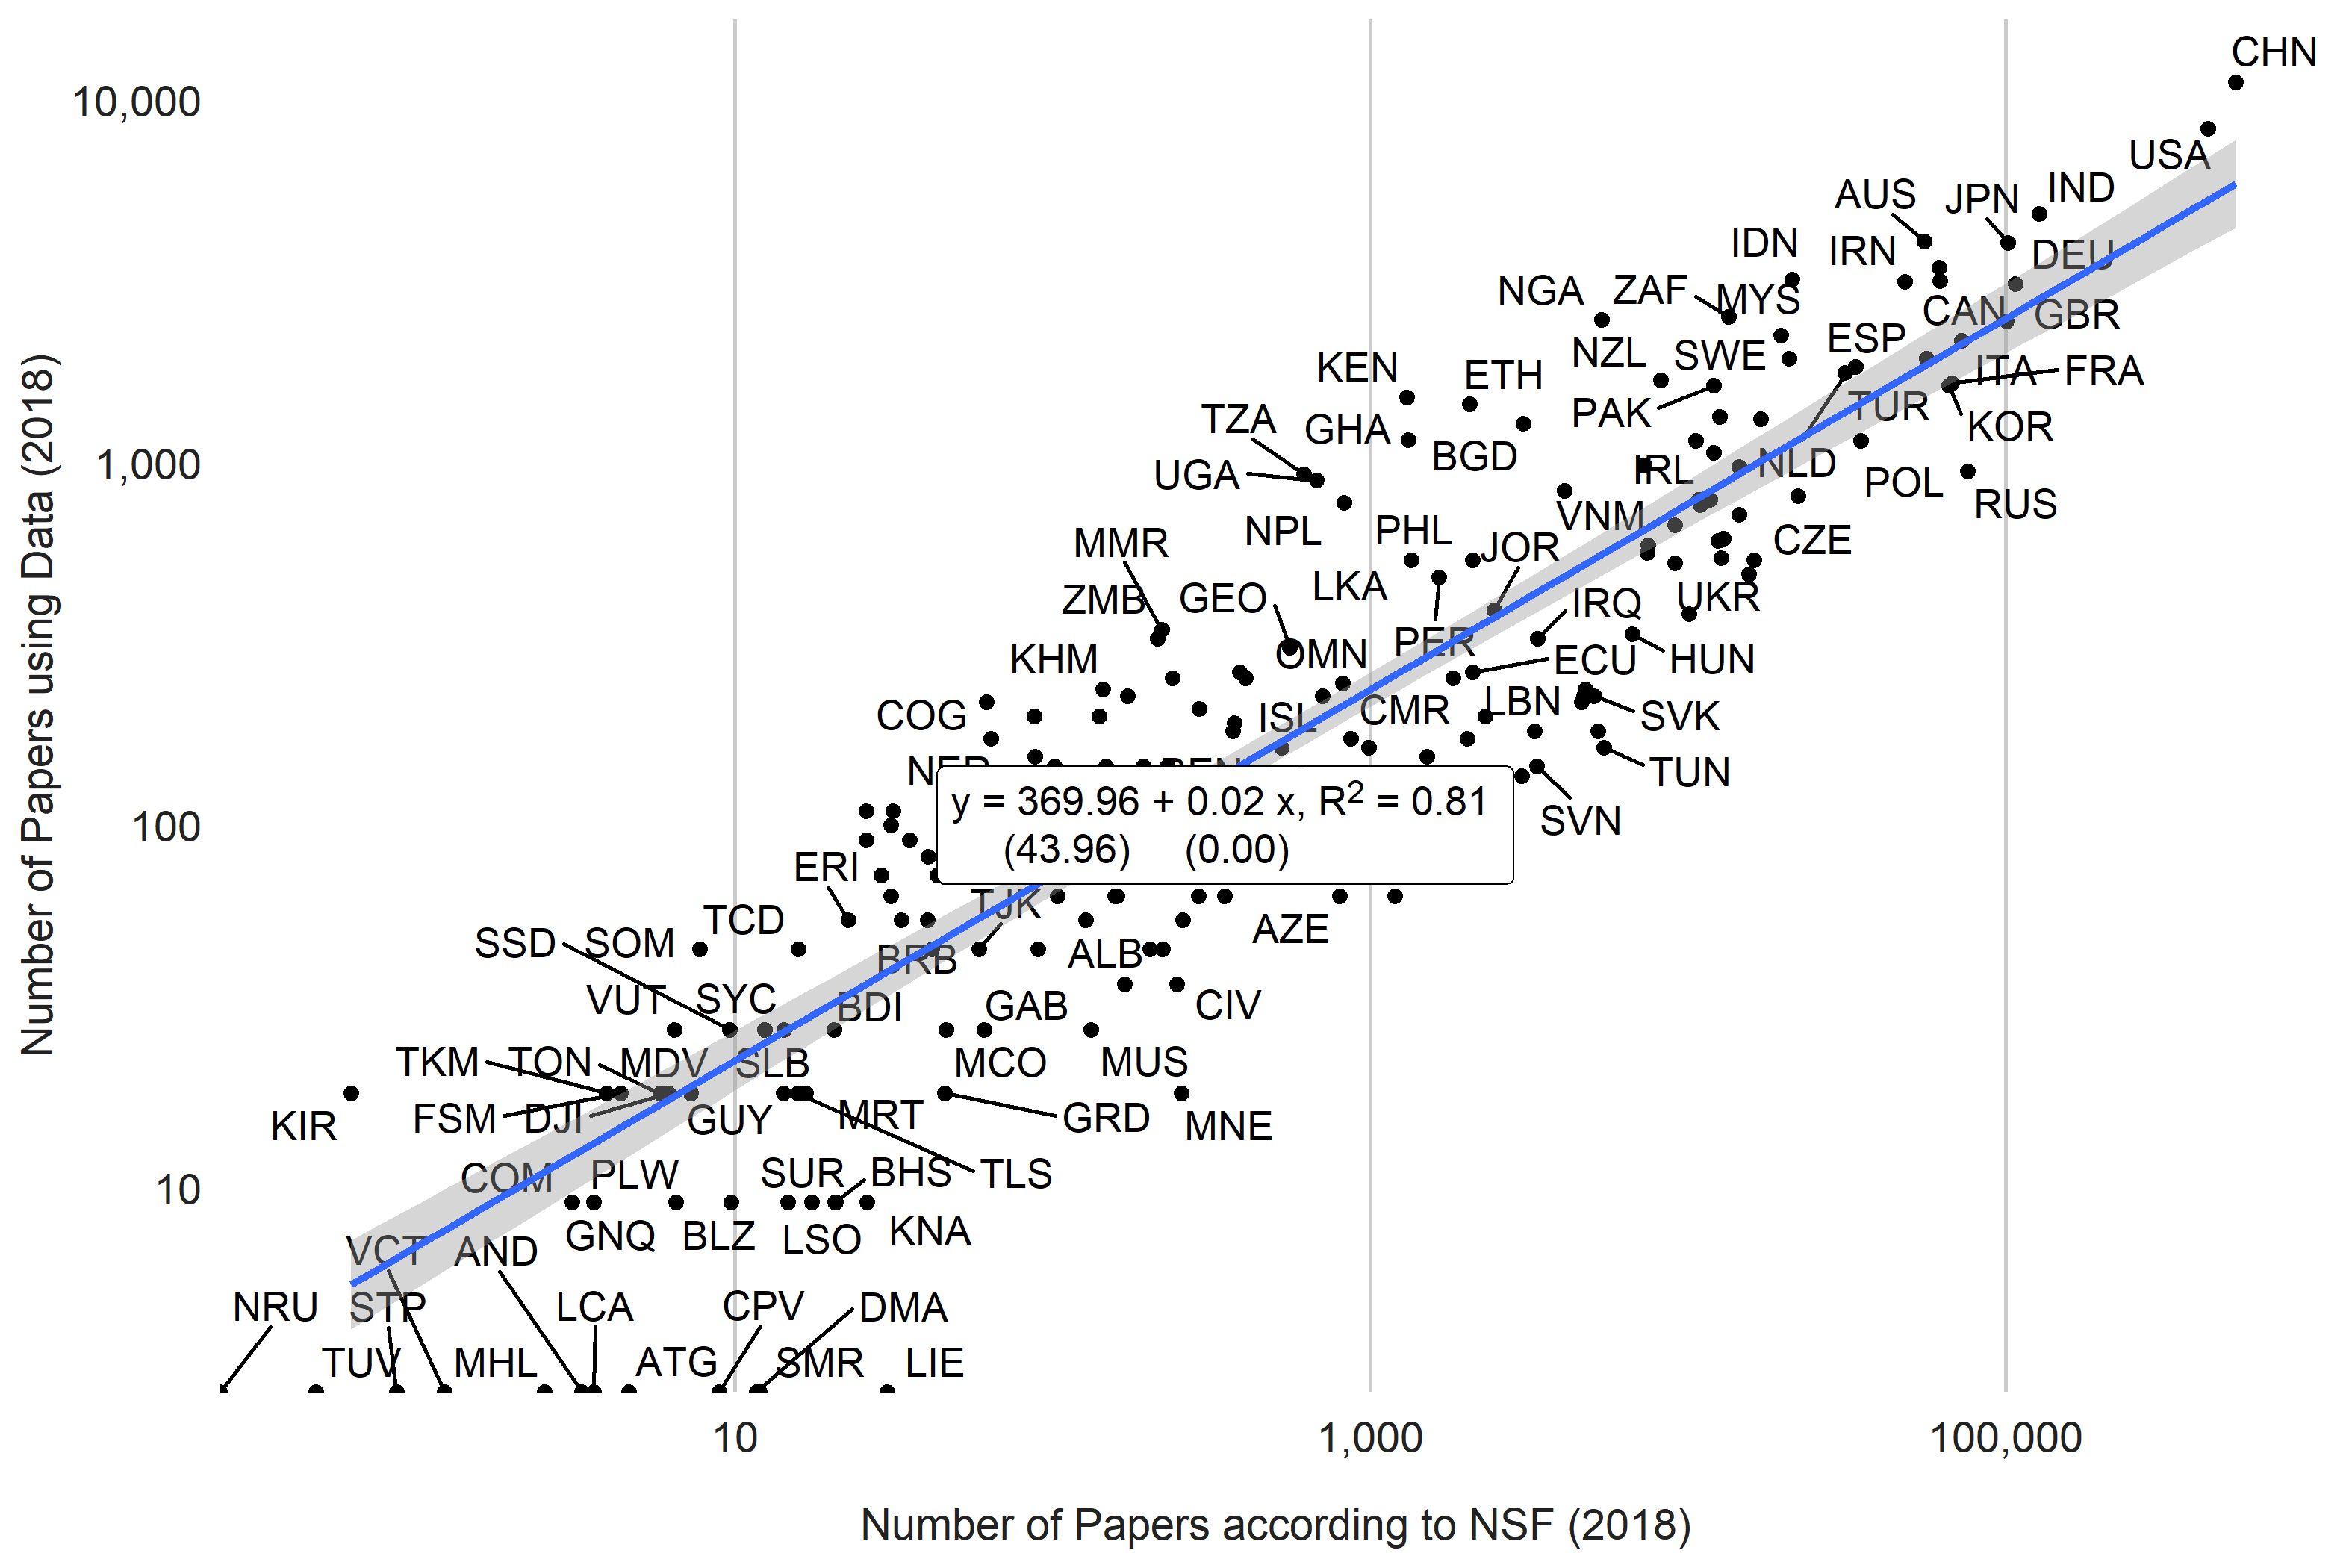 CHN
10,000
USA
AUS
JPN
IND
IDN
IRN
DEU
NGA
ZAF
MYS
CAN
GBR
NZL
SWE
ESP
KEN
ETH
ITA
FRA
TZA
GHA
PAK
TUR
KOR
1,000
UGA
BGD
IRL
NLD
POL
RUS
MMR
NPL
PHL
VNM
JOR
CZE
ZMB
GEO
LKA
IRQ
UKR
KHM
OMN
PER
ECU
HUN
COG
ISL
CMR
LBN
SVK
TUN
y = 369.96 + 0.02 x, R2 = 0.81
(43.96) (0.00)
SVN
100
ERI
TJK
SSD
SOM
TCD
BRB
ALB
AZE
VUT
SYC
BDI
GAB
CIV
TKM
TON
MDV
SLB
MCO
MUS
KIR
FSM
DJI
GUY
MRT
GRD
MNE
10
COM
PLW
SUR
BHS
TLS
GNQ
BLZ
LSO
KNA
VCT
AND
NRU
STP
LCA
CPV
DMA
TUV
MHL
ATG
SMR
LIE
10
1,000
100,000
Number of Papers according to NSF (2018)
Number of Papers using Data (2018)